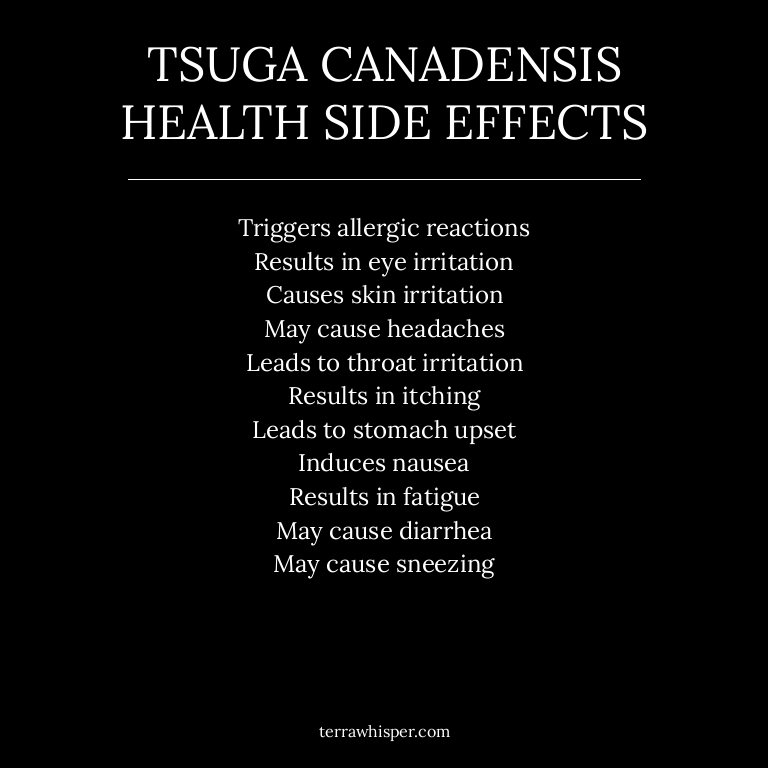 TSUGA CANADENSIS
HEALTH SIDE EFFECTS
Triggers allergic reactions
Results in eye irritation
Causes skin irritation
May cause headaches
Leads to throat irritation
Results in itching
Leads to stomach upset
Induces nausea
Results in fatigue
May cause diarrhea
May cause sneezing
terrawhisper.com